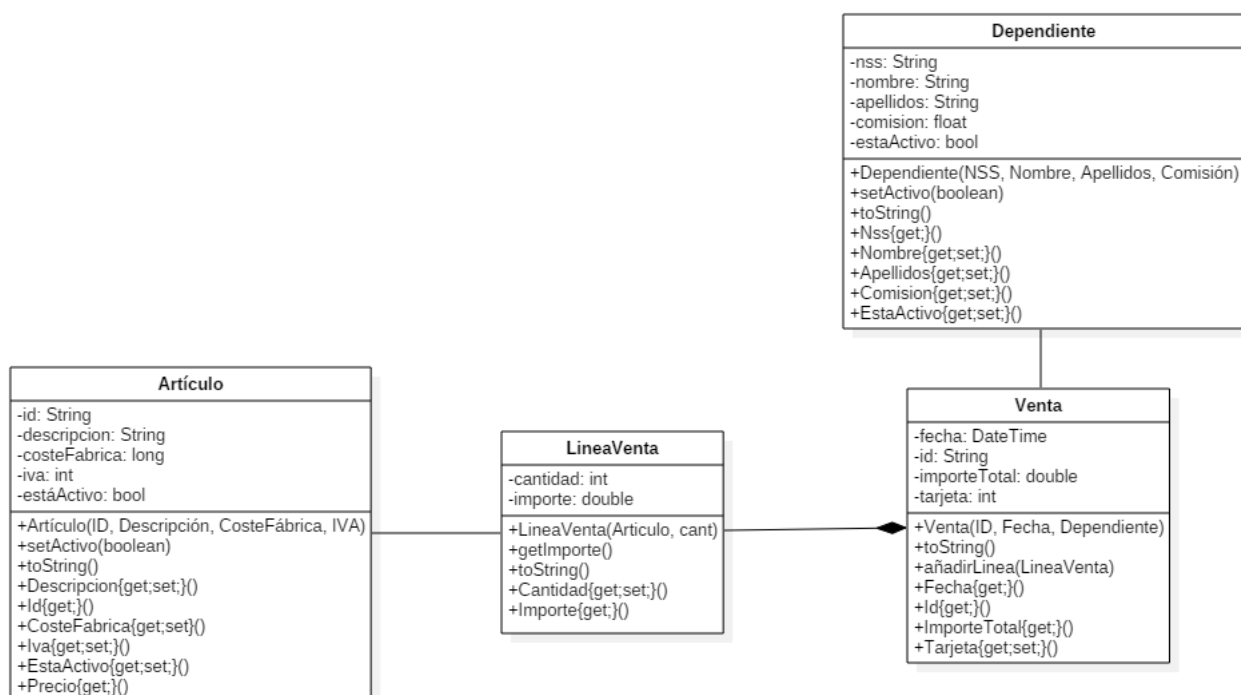 Dependiente
-nss: String
-nombre: String
-apellidos: String
-comision: float
-estaActivo: bool
+Dependiente(NSS, Nombre, Apellidos, Comisión)
+setActivo(boolean)
+toString()
+Nss{get;}()
+Nombre{get;set;}()
+Apellidos{get;set;}()
+Comision{get;set;}()
+EstaActivo{get;set;}()
Artículo
-id: String
-descripcion: String
-costeFabrica: long
-iva: int
-estáActivo: bool
+Artículo(ID, Descripción, CosteFábrica, IVA)
+setActivo(boolean)
+toString()
+Descripcion{get;set;}()
+Id{get;}()
+CosteFabrica{get;set}()
+Iva{get;set;}()
+EstaActivo{get;set;}()
+Precio{get;}()
LineaVenta
-cantidad: int
-importe: double
+LineaVenta(Articulo, cant)
+getImporte()
+toString()
+Cantidad{get;set;}()
+Importe{get;}()
Venta
-fecha: DateTime
-id: String
-importeTotal: double
-tarjeta: int
+Venta(ID, Fecha, Dependiente)
+toString()
+añadirLinea(LineaVenta)
+Fecha{get;}()
+Id{get;}()
+ImporteTotal{get;}()
+Tarjeta{get;set;}()